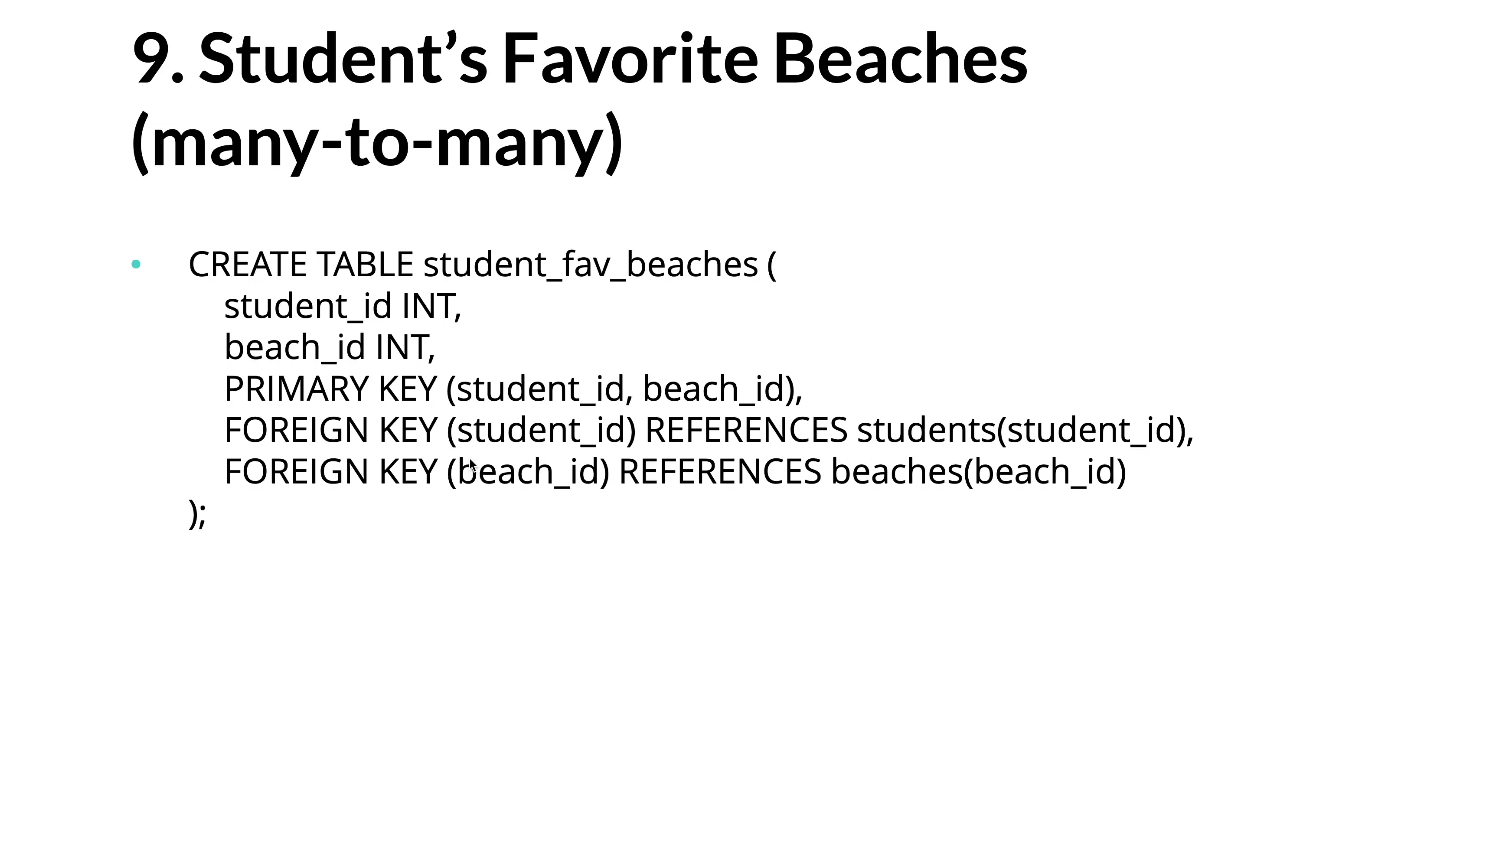 9. Student’s Favorite Beaches
(many-to-many)
• CREATE TABLE student_fav_beaches (
student_id INT,
beach_id INT,
PRIMARY KEY (student_id, beach_id),
FOREIGN KEY (student_id) REFERENCES students(student_id),
FOREIGN KEY (beach_id) REFERENCES beaches(beach_id)
);